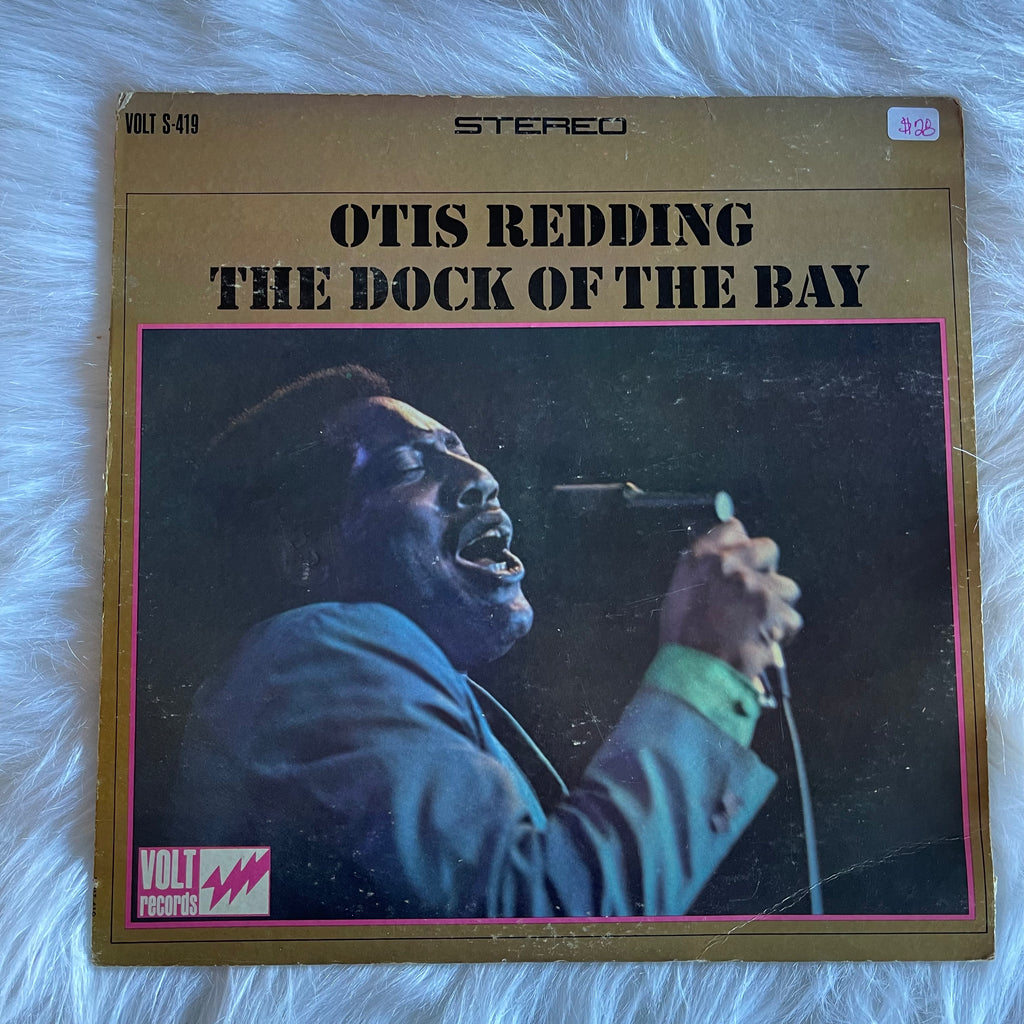 VOLT S-419
STEREO
$28
OTIS REDDING
THE DOCK OF THE BAY
VOLT
records